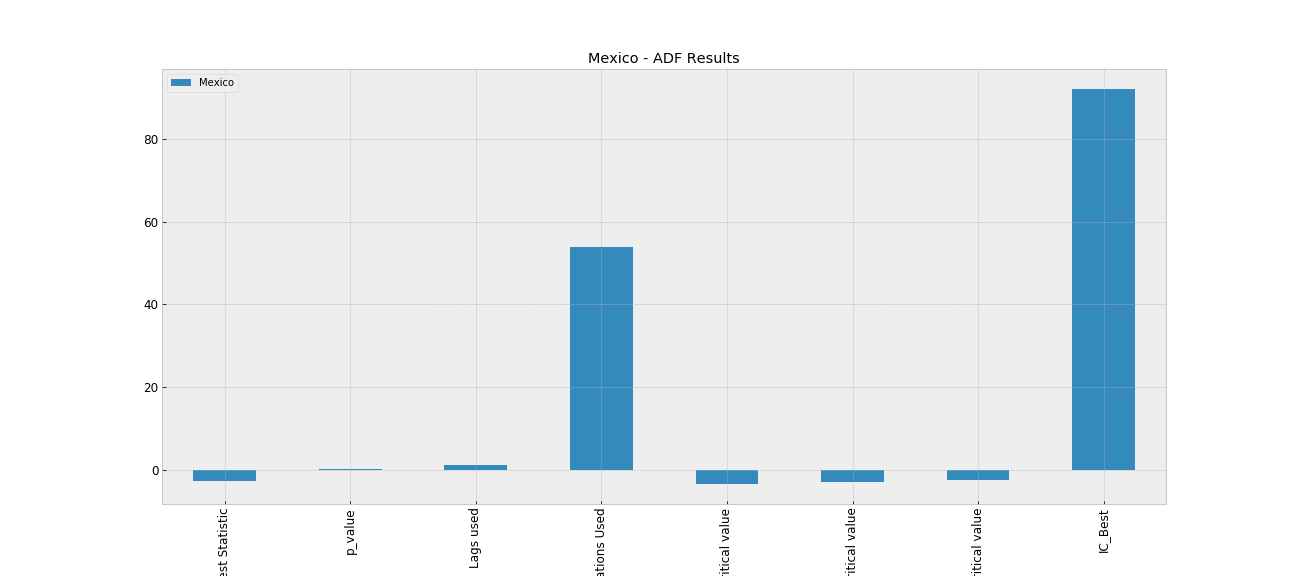 Mexico - ADF Results
Mexico
80
60
40
20
0
est Statistic
p_value
Lags used
ations Used
ritical value
ritical value
ritical value
IC_Best